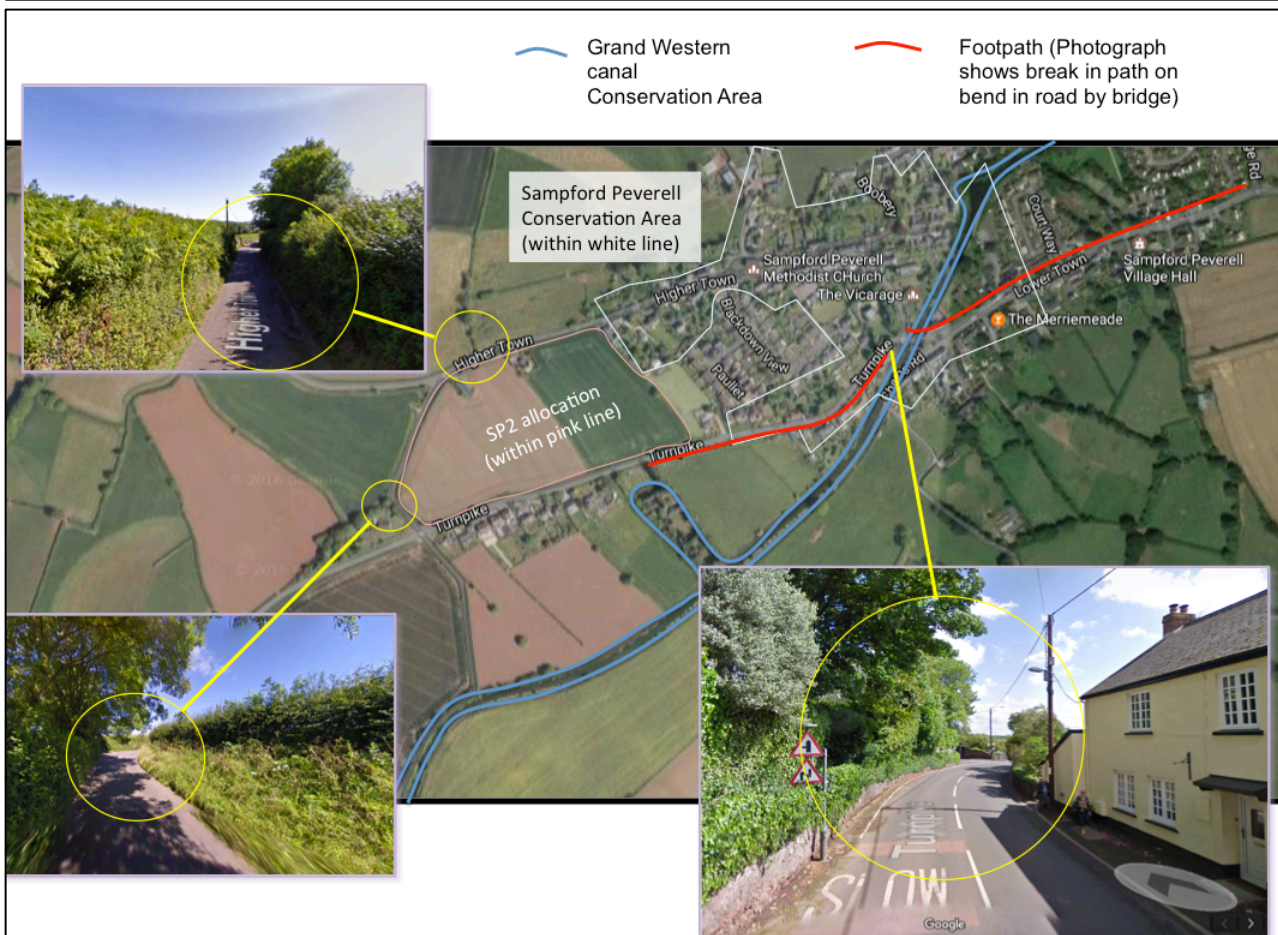 Grand Western
canal
Conservation Area
Footpath (Photograph
shows break in path on
bend in road by bridge)
Sampford Peverell
Conservation Area
(within white line)
Boobery
Court Way
Sampford Peverell
Methodist CHurch
The Vicarage
Higher Town
Blackdown View
Paullet
Lower Town
Sampford Peverell
Village Hall
The Merriemeade
Turnpike
Higher Town
SP2 allocation
(within pink line)
Turnpike
Turnpike
Higher Town
Turnpike
SLOW
Google